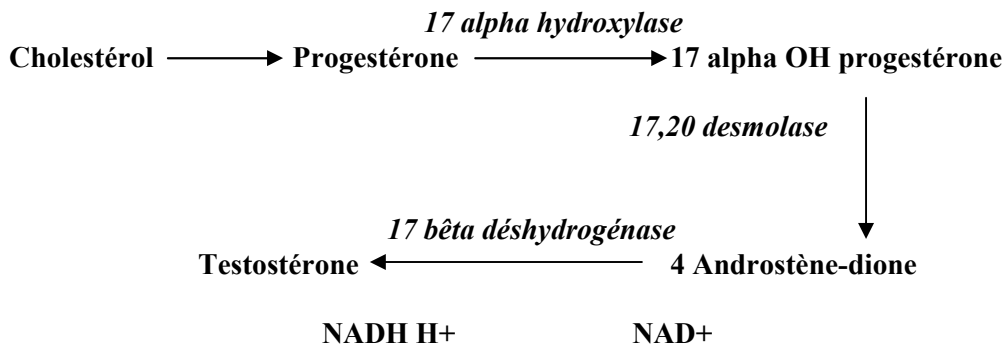 17 alpha hydroxylase
Cholestérol Progestérone 17 alpha OH progestérone
17,20 desmolase
17 bêta déshydrogénase
Testostérone 4 Androstène-dione
NADH H+ NAD+